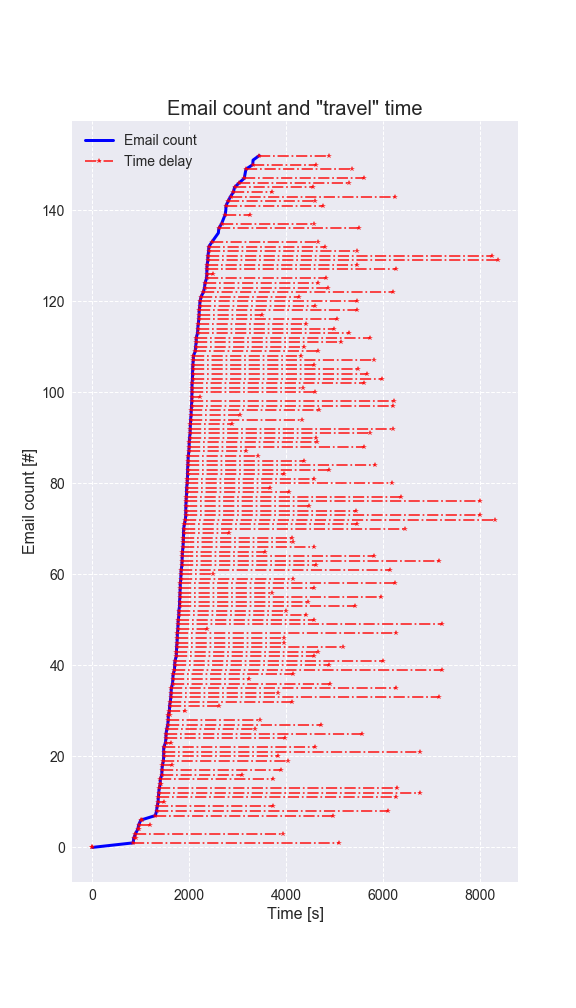 Email count and "travel" time
Email count
Time delay
140
120
100
80
60
40
20
0
Email count [#]
0 2000 4000 6000 8000
Time [s]